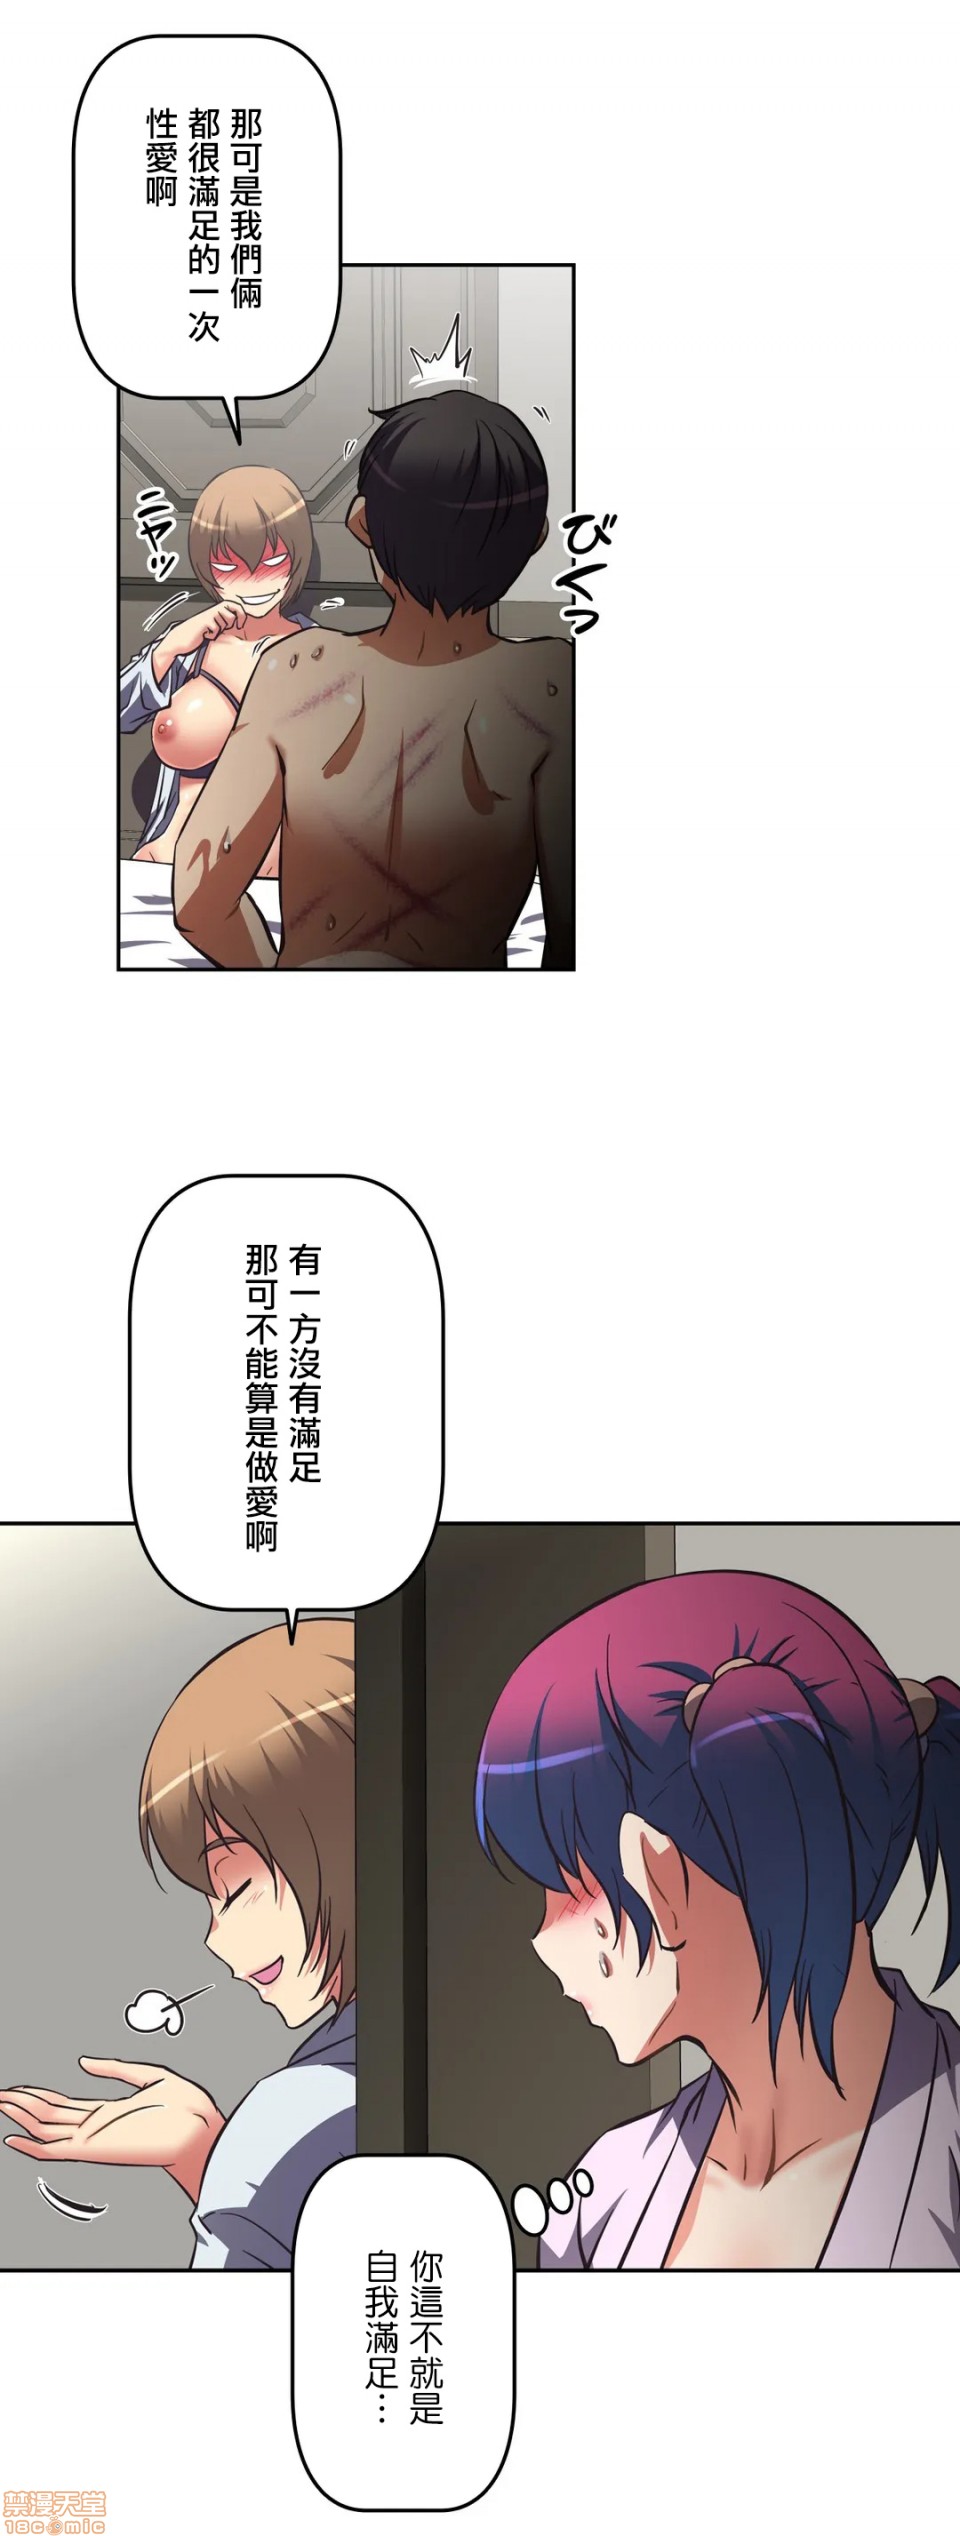 那可是我們倆
都很滿足的一次
性愛啊
ニヤッ
びくっ
有一方沒有滿足
那可不能算是做愛啊
你這不就是
自我滿足…
禁漫天堂
18comic